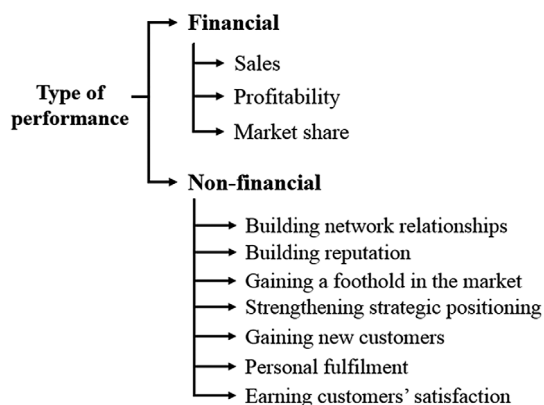 Financial
Sales
Profitability
Market share
Type of
performance
Non-financial
Building network relationships
Building reputation
Gaining a foothold in the market
Strengthening strategic positioning
Gaining new customers
Personal fulfilment
Earning customers’ satisfaction